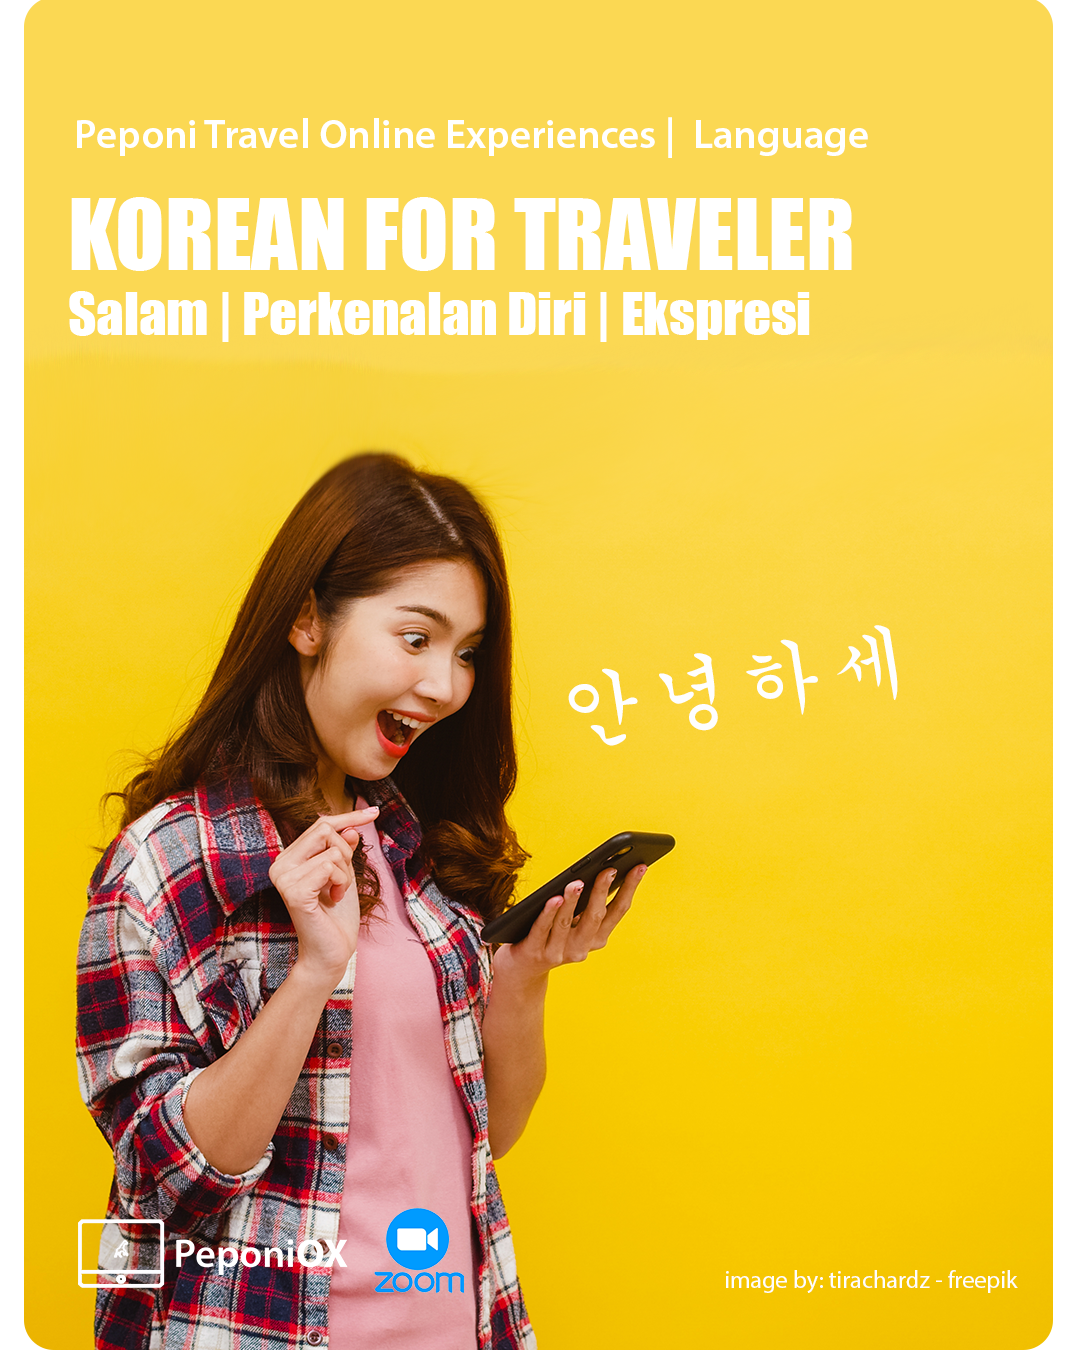 Peponi Travel Online Experiences | Language
KOREAN FOR TRAVELER
Salam | Perkenalan Diri | Ekspresi
안녕하세
PeponiOX
zoom
image by: tirachardz - freepik